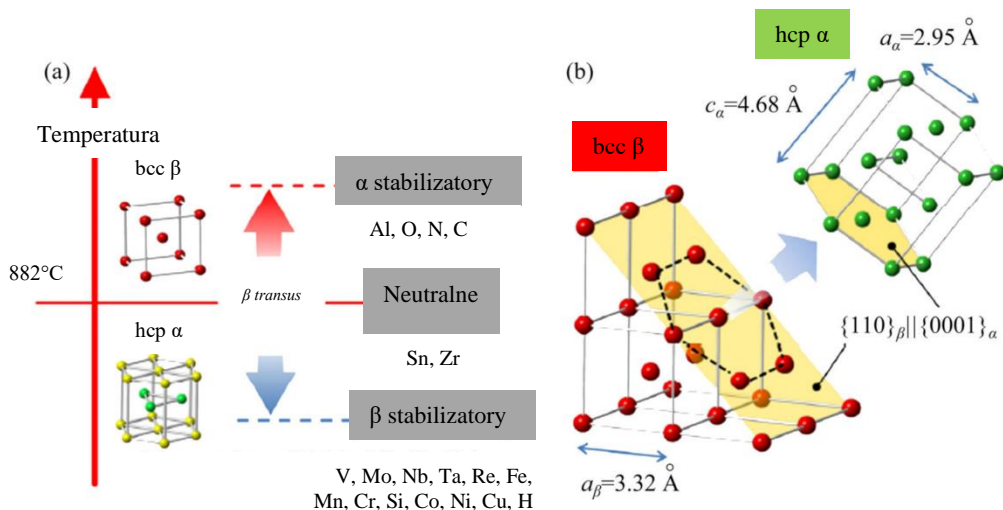 (a)
Temperatura
bcc β
α stabilizatory
Al, O, N, C
882°C
β transus
Neutralne
hcp α
Sn, Zr
β stabilizatory
V, Mo, Nb, Ta, Re, Fe,
Mn, Cr, Si, Co, Ni, Cu, H
(b)
hcp α
aα=2.95 Å
cα=4.68 Å
bcc β
{110}β||{0001}α
aβ=3.32 Å